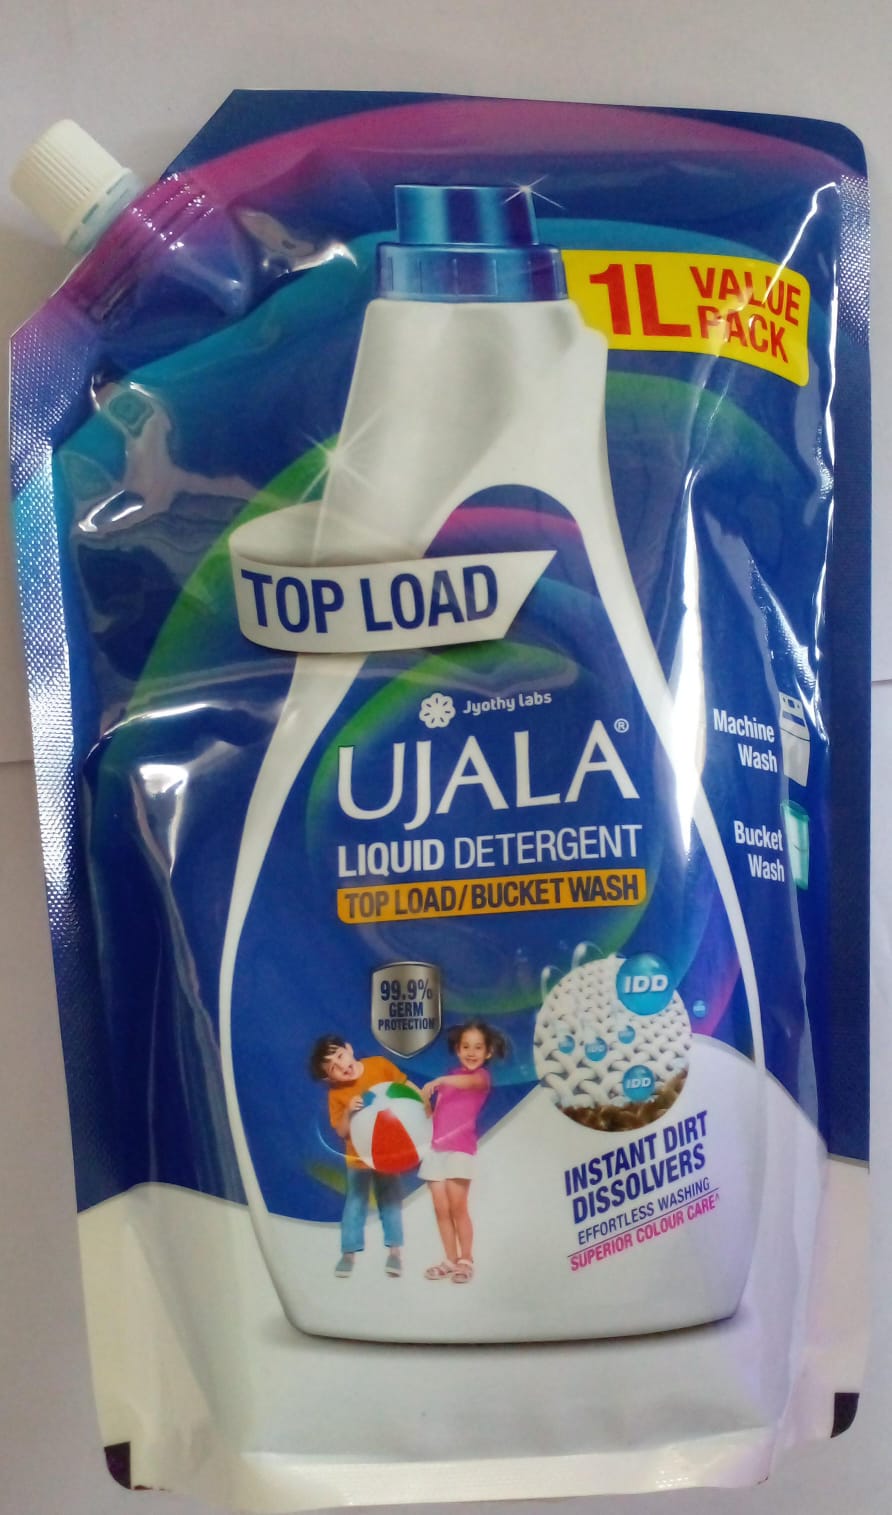 1L VALUE
PACK
TOP LOAD
Jyothy labs
UJALA®
LIQUID DETERGENT
TOP LOAD/BUCKET WASH
Machine
Wash
Bucket
Wash
99.9%
GERM
PROTECTION
IDD
IDD
IDD
INSTANT DIRT
DISSOLVERS
EFFORTLESS WASHING
SUPERIOR COLOUR CARE^